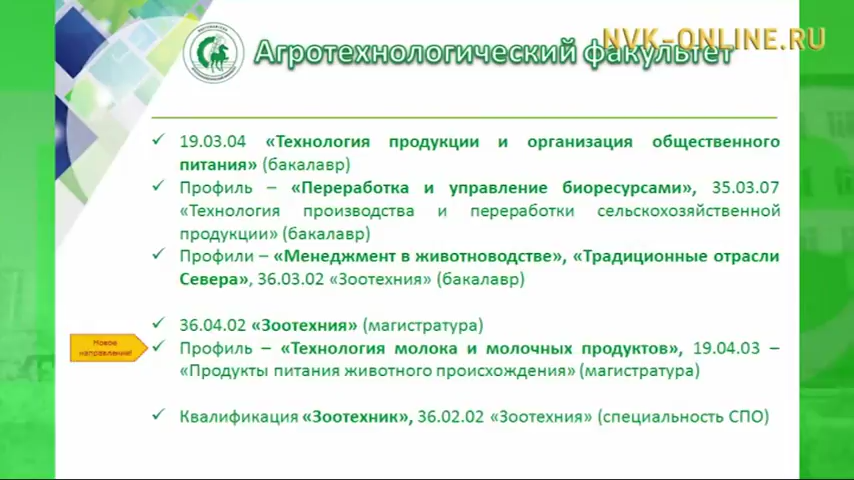 NVK-ONLINE.RU
Агротехнологический факультет
✓ 19.03.04 «Технология продукции и организация общественного
питания» (бакалавр)
✓ Профиль – «Переработка и управление биоресурсами», 35.03.07
«Технология производства и переработки сельскохозяйственной
продукции» (бакалавр)
✓ Профили – «Менеджмент в животноводстве», «Традиционные отрасли
Севера», 36.03.02 «Зоотехния» (бакалавр)
✓ 36.04.02 «Зоотехния» (магистратура)
Новое
направление!
✓ Профиль – «Технология молока и молочных продуктов», 19.04.03 –
«Продукты питания животного происхождения» (магистратура)
✓ Квалификация «Зоотехник», 36.02.02 «Зоотехния» (специальность СПО)